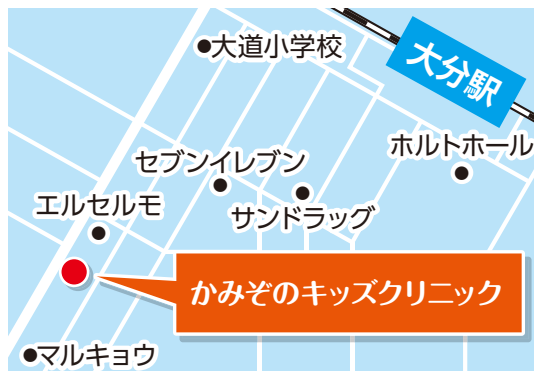 大道小学校
大分駅
セブンイレブン
ホルトホール
エルセルモ
サンドラッグ
かみぞのキッズクリニック
マルキョウ